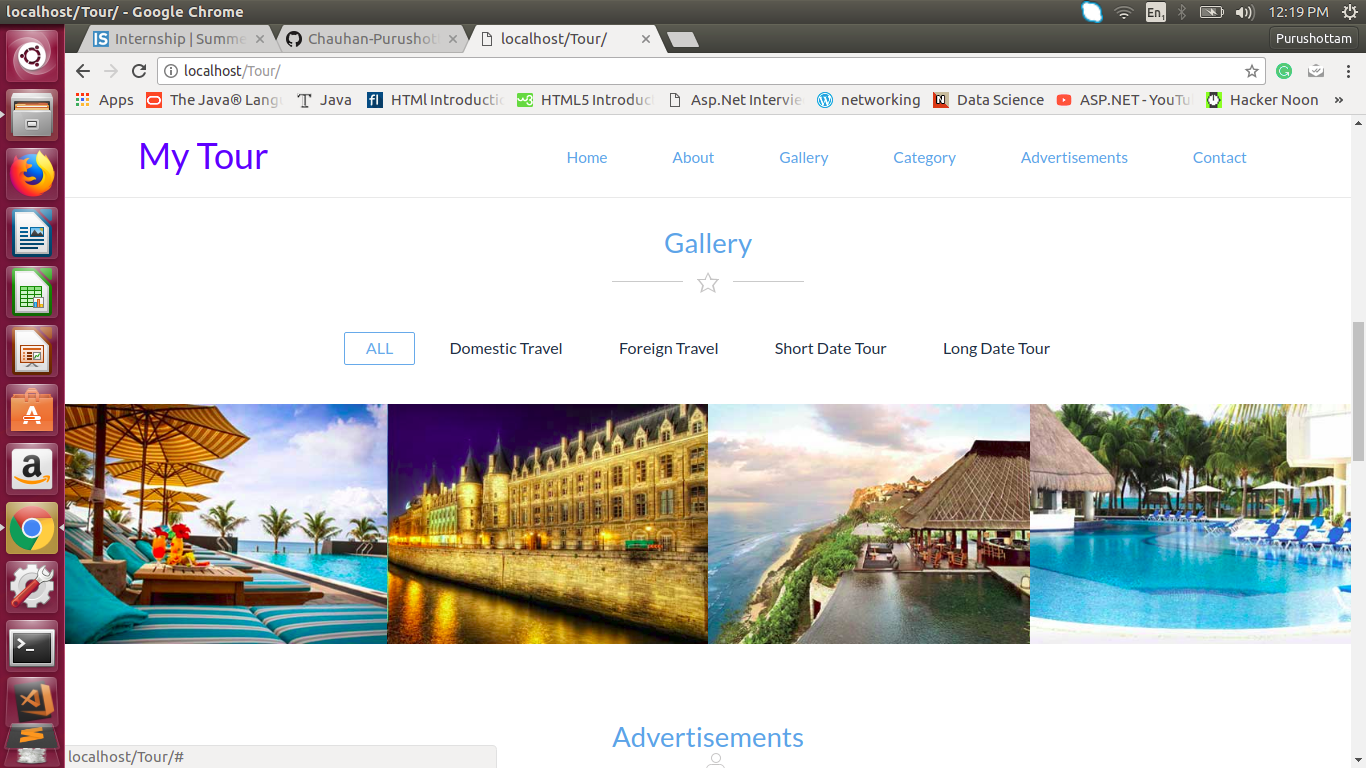 localhost/Tour/ - Google Chrome
En1
12:19 PM
Internship | Summe
Chauhan-Purushot
localhost/Tour/
Purushottam
localhost/Tour/
Apps
The Java® Lang
Java
HTMl Introductio
HTML5 Introduc
Asp.Net Intervie
networking
Data Science
ASP.NET - YouTu
Hacker Noon
»
My Tour
Home
About
Gallery
Category
Advertisements
Contact
Gallery
ALL
Domestic Travel
Foreign Travel
Short Date Tour
Long Date Tour
Advertisements
localhost/Tour/#